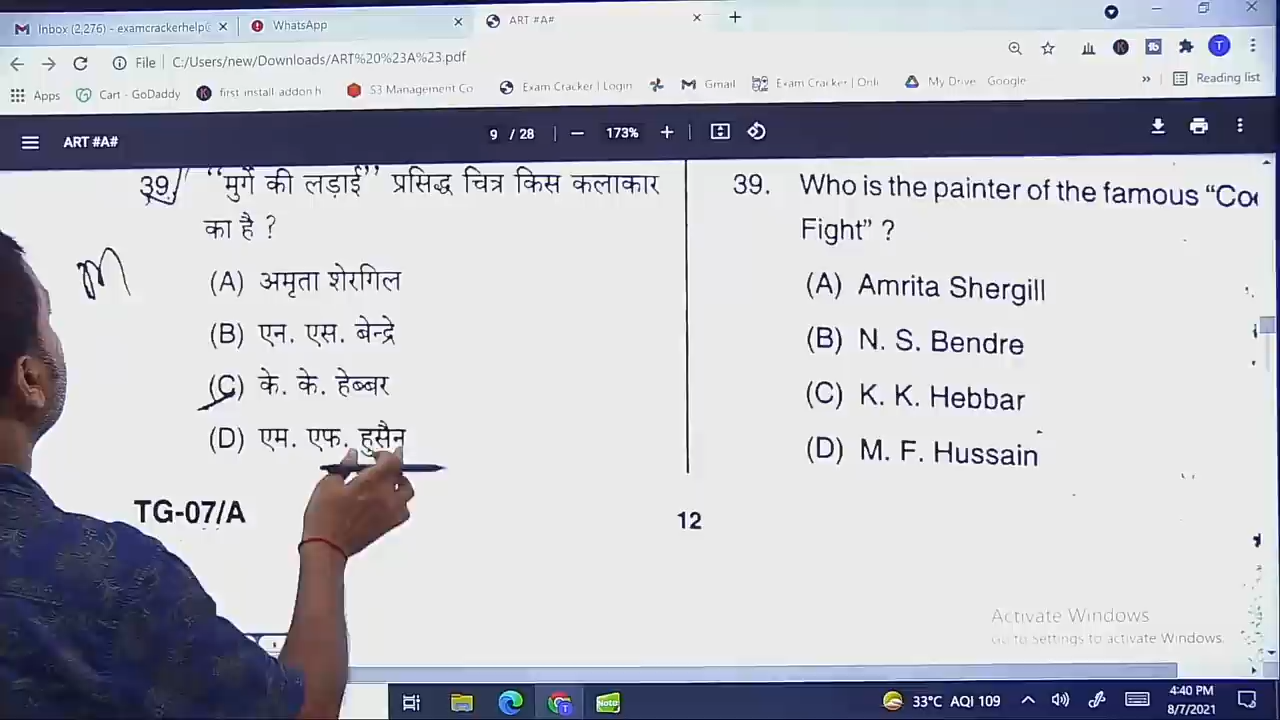 Inbox (2,276) - examcrackerhelp@
WhatsApp
ART #A#
File
C:/Users/new/Downloads/ART%20%23A%23.pdf
Apps
Cart - GoDaddy
first install addon h
S3 Management Co
Exam Cracker | Login
Gmail
Exam Cracker | Onli
My Drive - Google
Reading list
ART #A#
9 / 28
173%
39. "मुर्गे की लड़ाई" प्रसिद्ध चित्र किस कलाकार
का है ?
(A) अमृता शेरगिल
(B) एन. एस. बेन्द्रे
(C) के. के. हेब्बर
(D) एम. एफ. हुसैन
M
39. Who is the painter of the famous "Co
Fight" ?
(A) Amrita Shergill
(B) N. S. Bendre
(C) K. K. Hebbar
(D) M. F. Hussain
TG-07/A
12
Activate Windows
Go to Settings to activate Windows.
Note
33°C AQI 109
4:40 PM
8/7/2021